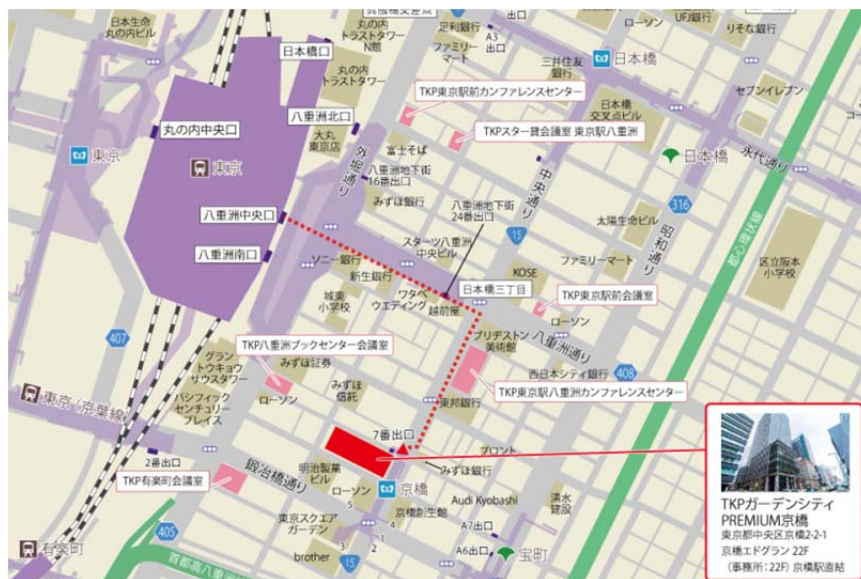 日本生命
丸の内ビル
丸の内
トラストタワー
N館
日本橋口
足利銀行
A3
出口
ファミリー
マート
UFJ銀行
りそな銀行
三井住友
銀行
日本橋
日本橋
交叉点ビル
セブンイレブン
TKP東京駅前カンファレンスセンター
丸の内
トラストタワー
丸の内中央口
八重洲北口
大丸
東京店
TKPスター貸会議室 東京駅八重洲
東京
東京
外堀通り
富士そば
八重洲地下街
16番出口
みずほ銀行
中央通り
日本橋
永代通り
八重洲地下街
24番出口
316
昭和通り
太陽生命ビル
都心環状線
区立阪本
小学校
八重洲中央口
八重洲南口
スターツ八重洲
中央ビル
15
ソニー銀行
新生銀行
KOSE
ファミリーマート
城東
小学校
ワタベ
ウエディング
越前屋
日本橋三丁目
TKP東京駅前会議室
ローソン
八重洲通り
ブリヂストン
美術館
407
TKP八重洲ブックセンター会議室
グラン
トウキョウ
サウスタワー
みずほ証券
西日本シティ銀行
408
東京(京葉線)
パシフィック
センチュリー
プレイス
ローソン
みずほ
信託
TKP東京駅八重洲カンファレンスセンター
東邦銀行
7番出口
2番出口
鍛冶橋通り
明治製菓
ビル
プロント
みずほ銀行
TKP有楽町会議室
ローソン
京橋
5
4
京橋創生館
Audi Kyobashi
清水
建設
東京スクエア
ガーデン
A7出口
405
3
2
1
A6出口
宝町
有楽町
首都高八重洲線
brother
15
TKPガーデンシティ
PREMIUM京橋
東京都中央区京橋2-2-1
京橋エドグラン 22F
(事務所:22F) 京橋駅直結